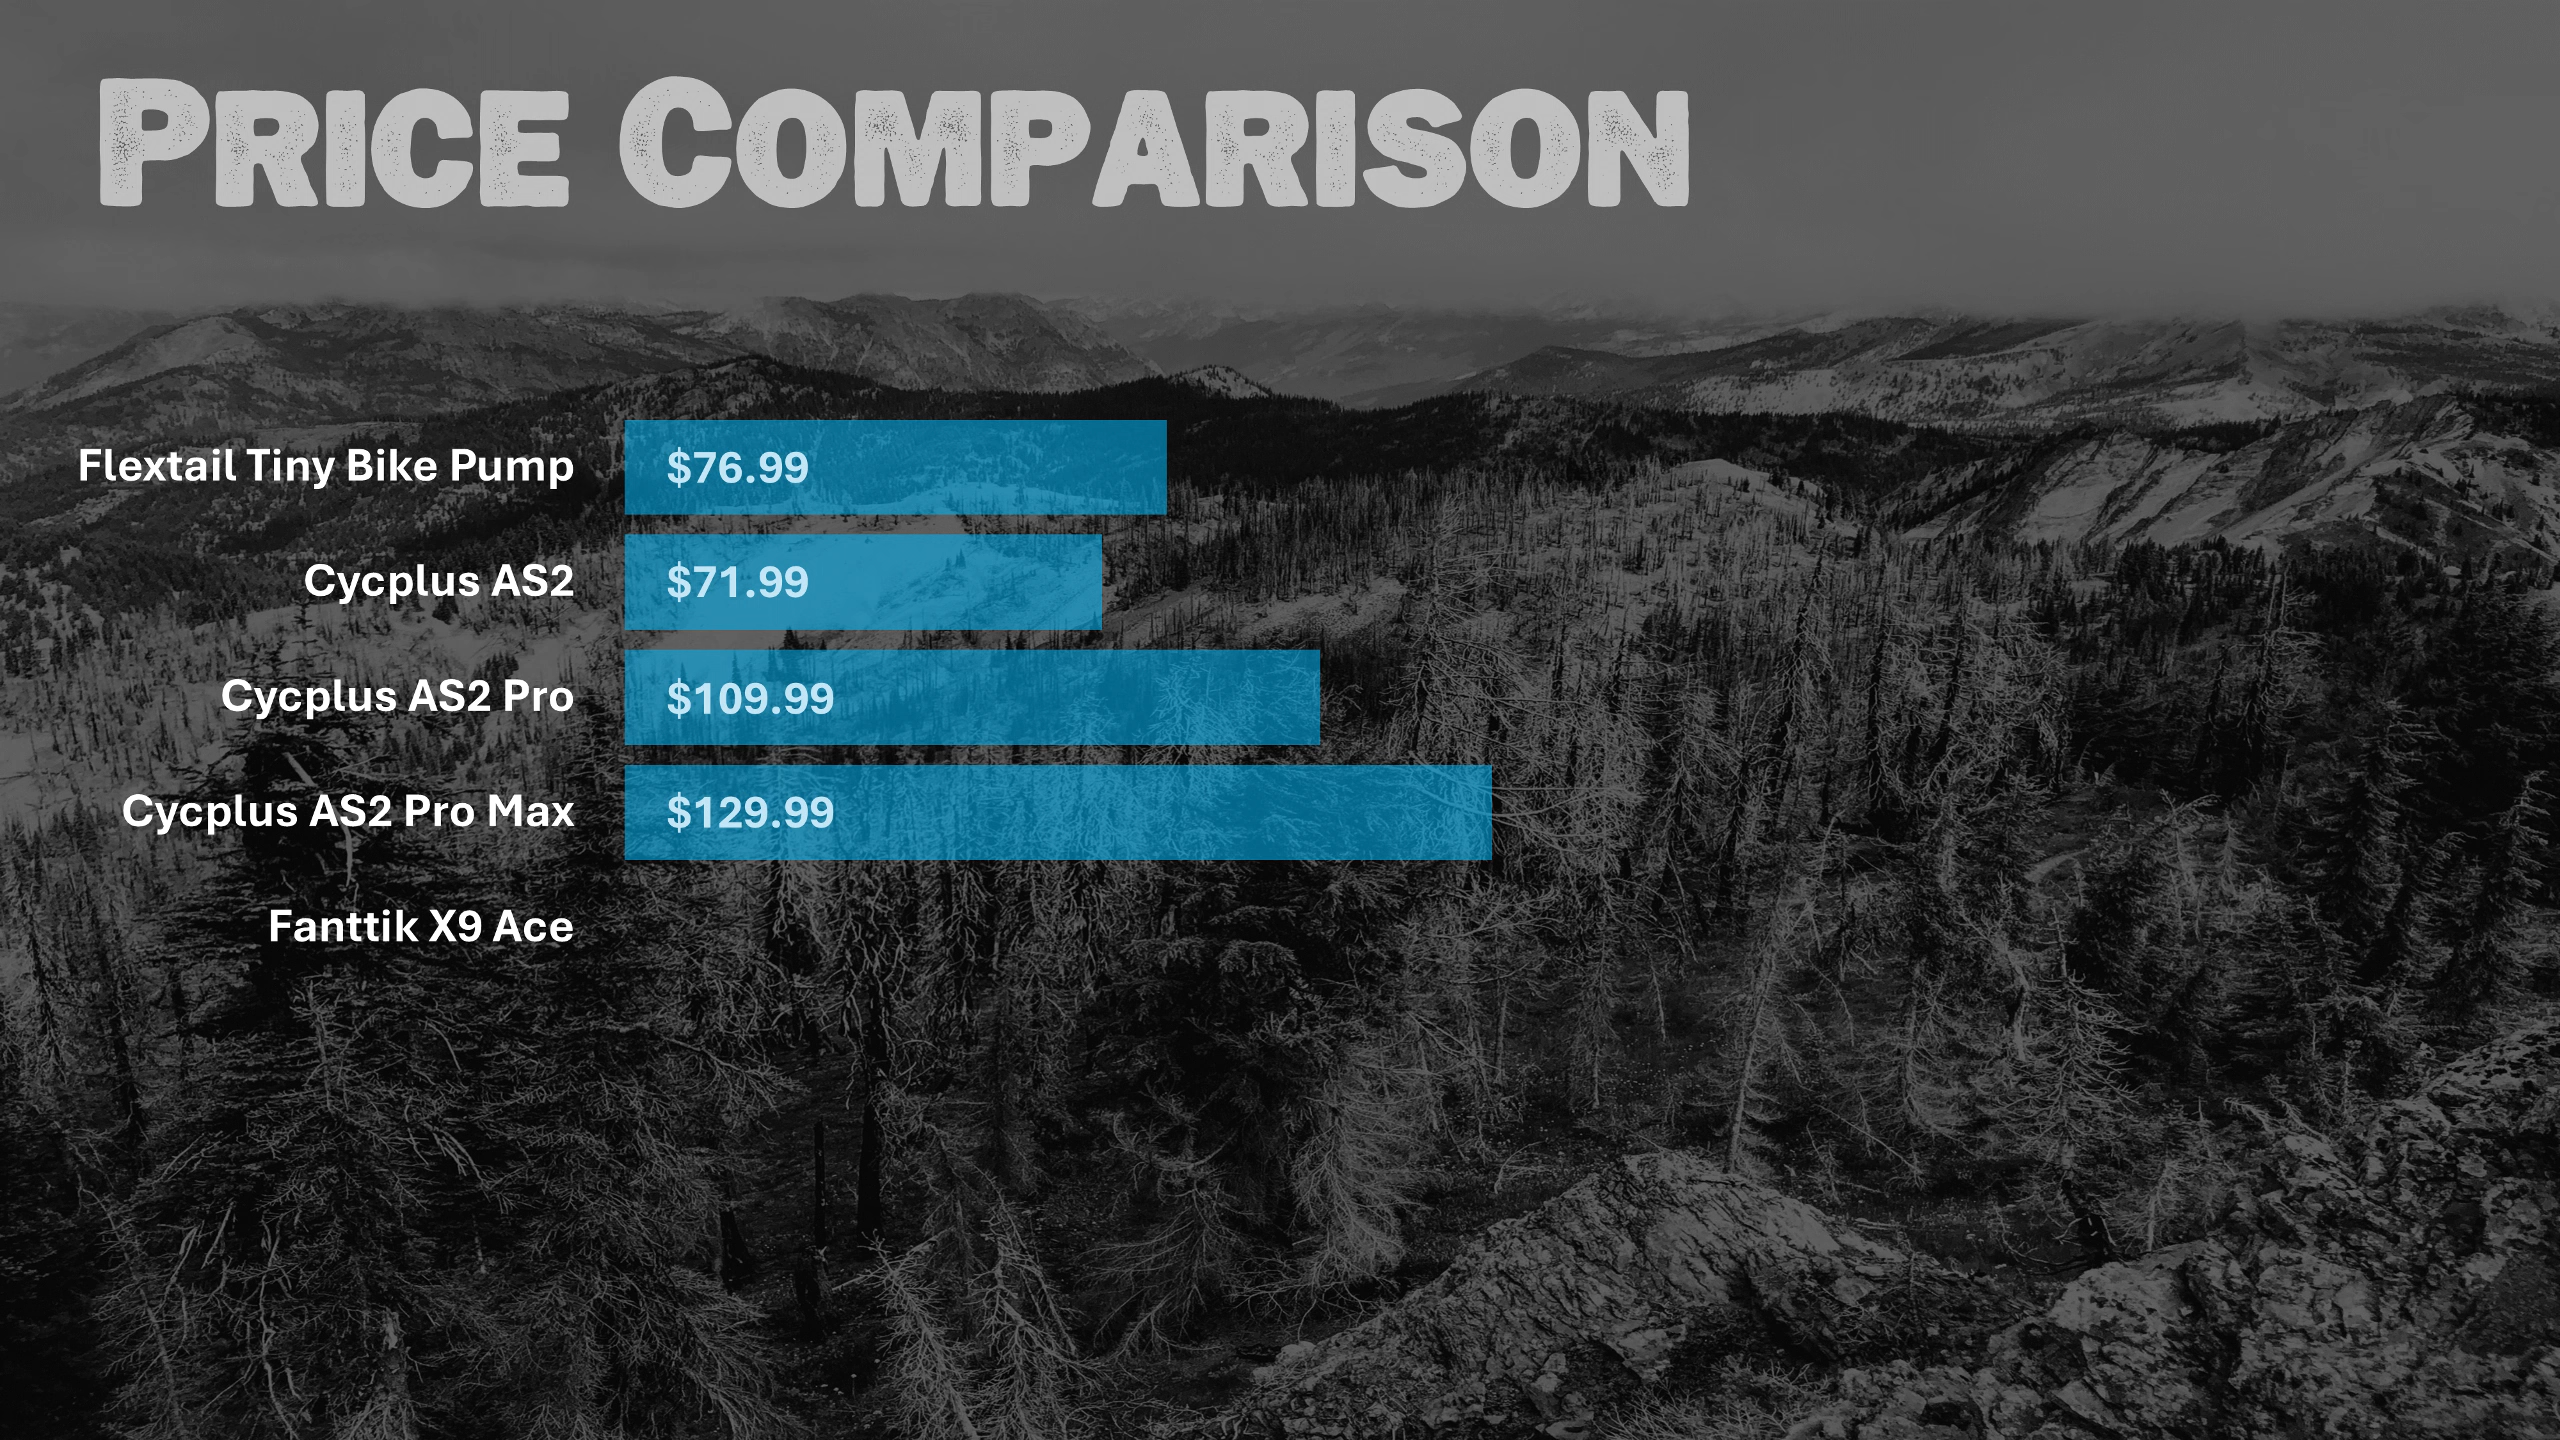 Price Comparison
Flextail Tiny Bike Pump $76.99
Cycplus AS2 $71.99
Cycplus AS2 Pro $109.99
Cycplus AS2 Pro Max $129.99
Fanttik X9 Ace